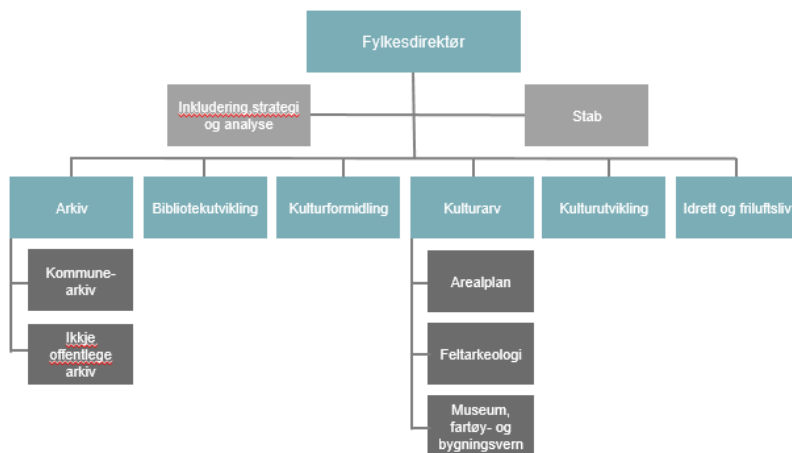 Fylkesdirektør
Inkludering,strategi
og analyse
Stab
Arkiv
Bibliotekutvikling
Kulturformidling
Kulturarv
Kulturutvikling
Idrett og friluftsliv
Kommune-
arkiv
Ikkje
offentlege
arkiv
Arealplan
Feltarkeologi
Museum,
fartøy- og
bygningsvern